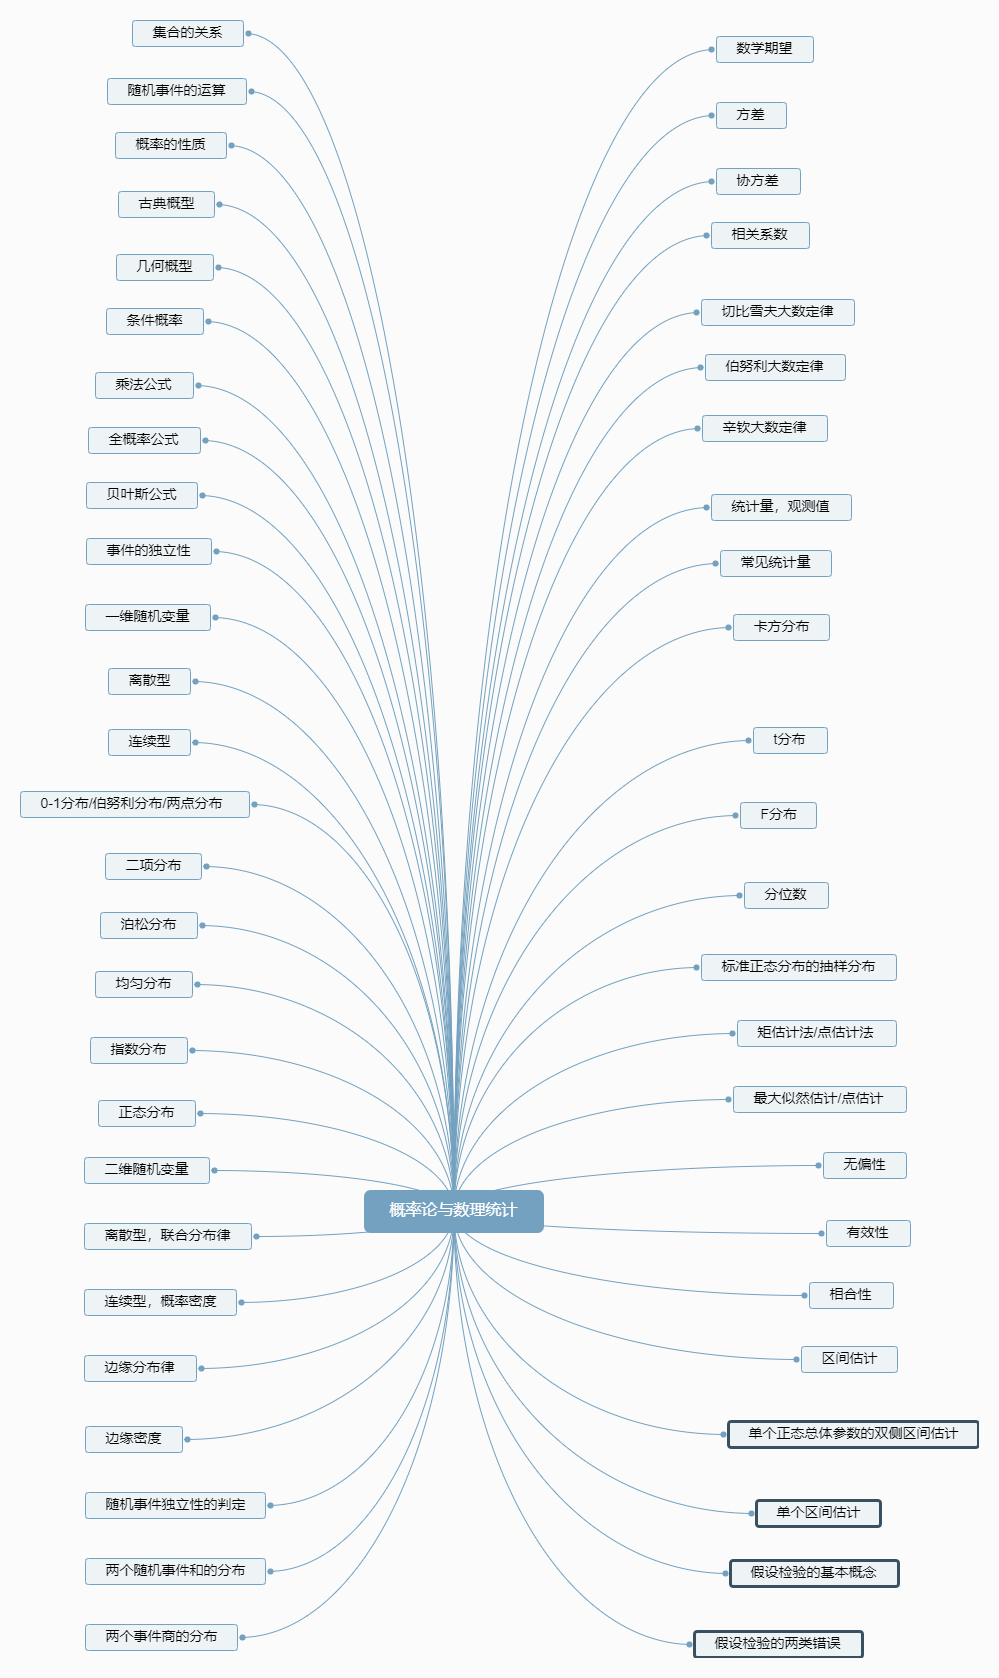 集合的关系
随机事件的运算
概率的性质
古典概型
几何概型
条件概率
乘法公式
全概率公式
贝叶斯公式
事件的独立性
一维随机变量
离散型
连续型
0-1分布/伯努利分布/两点分布
二项分布
泊松分布
均匀分布
指数分布
正态分布
二维随机变量
离散型，联合分布律
连续型，概率密度
边缘分布律
边缘密度
随机事件独立性的判定
两个随机事件和的分布
两个事件商的分布
概率论与数理统计
数学期望
方差
协方差
相关系数
切比雪夫大数定律
伯努利大数定律
辛钦大数定律
统计量，观测值
常见统计量
卡方分布
t分布
F分布
分位数
标准正态分布的抽样分布
矩估计法/点估计法
最大似然估计/点估计
无偏性
有效性
相合性
区间估计
单个正态总体参数的双侧区间估计
单个区间估计
假设检验的基本概念
假设检验的两类错误